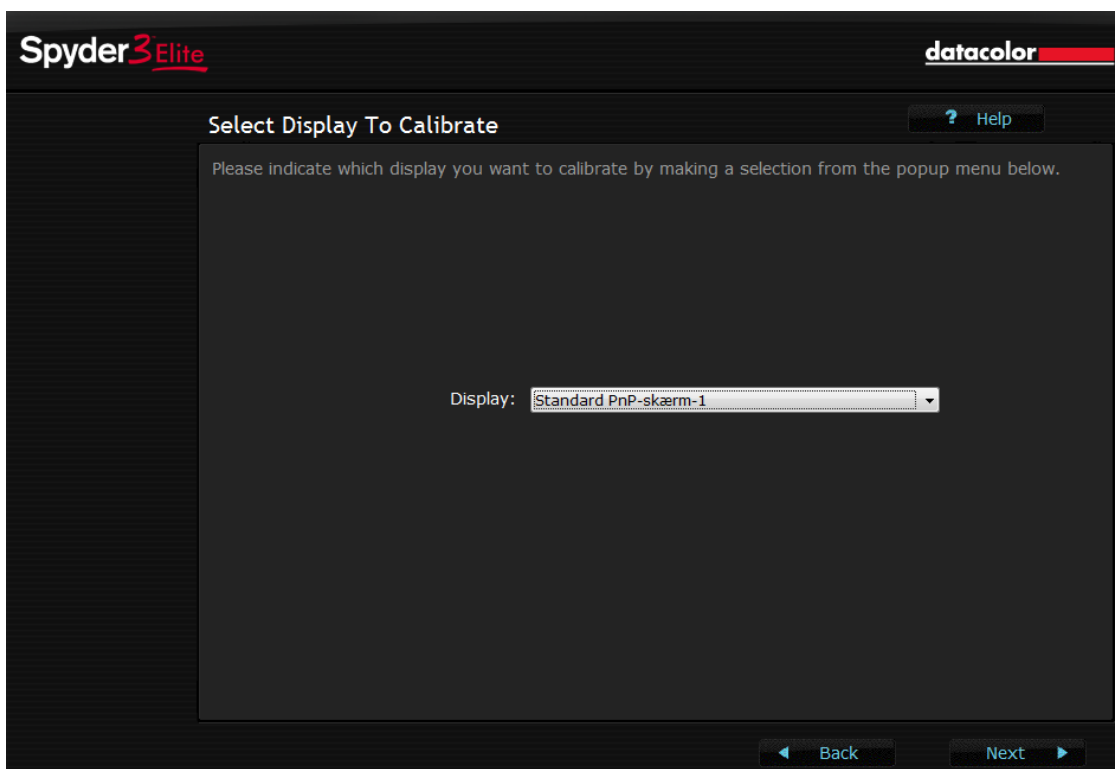 Spyder3Elite
datacolor
Select Display To Calibrate
? Help
Please indicate which display you want to calibrate by making a selection from the popup menu below.
Display: Standard PnP-skærm-1
Back
Next